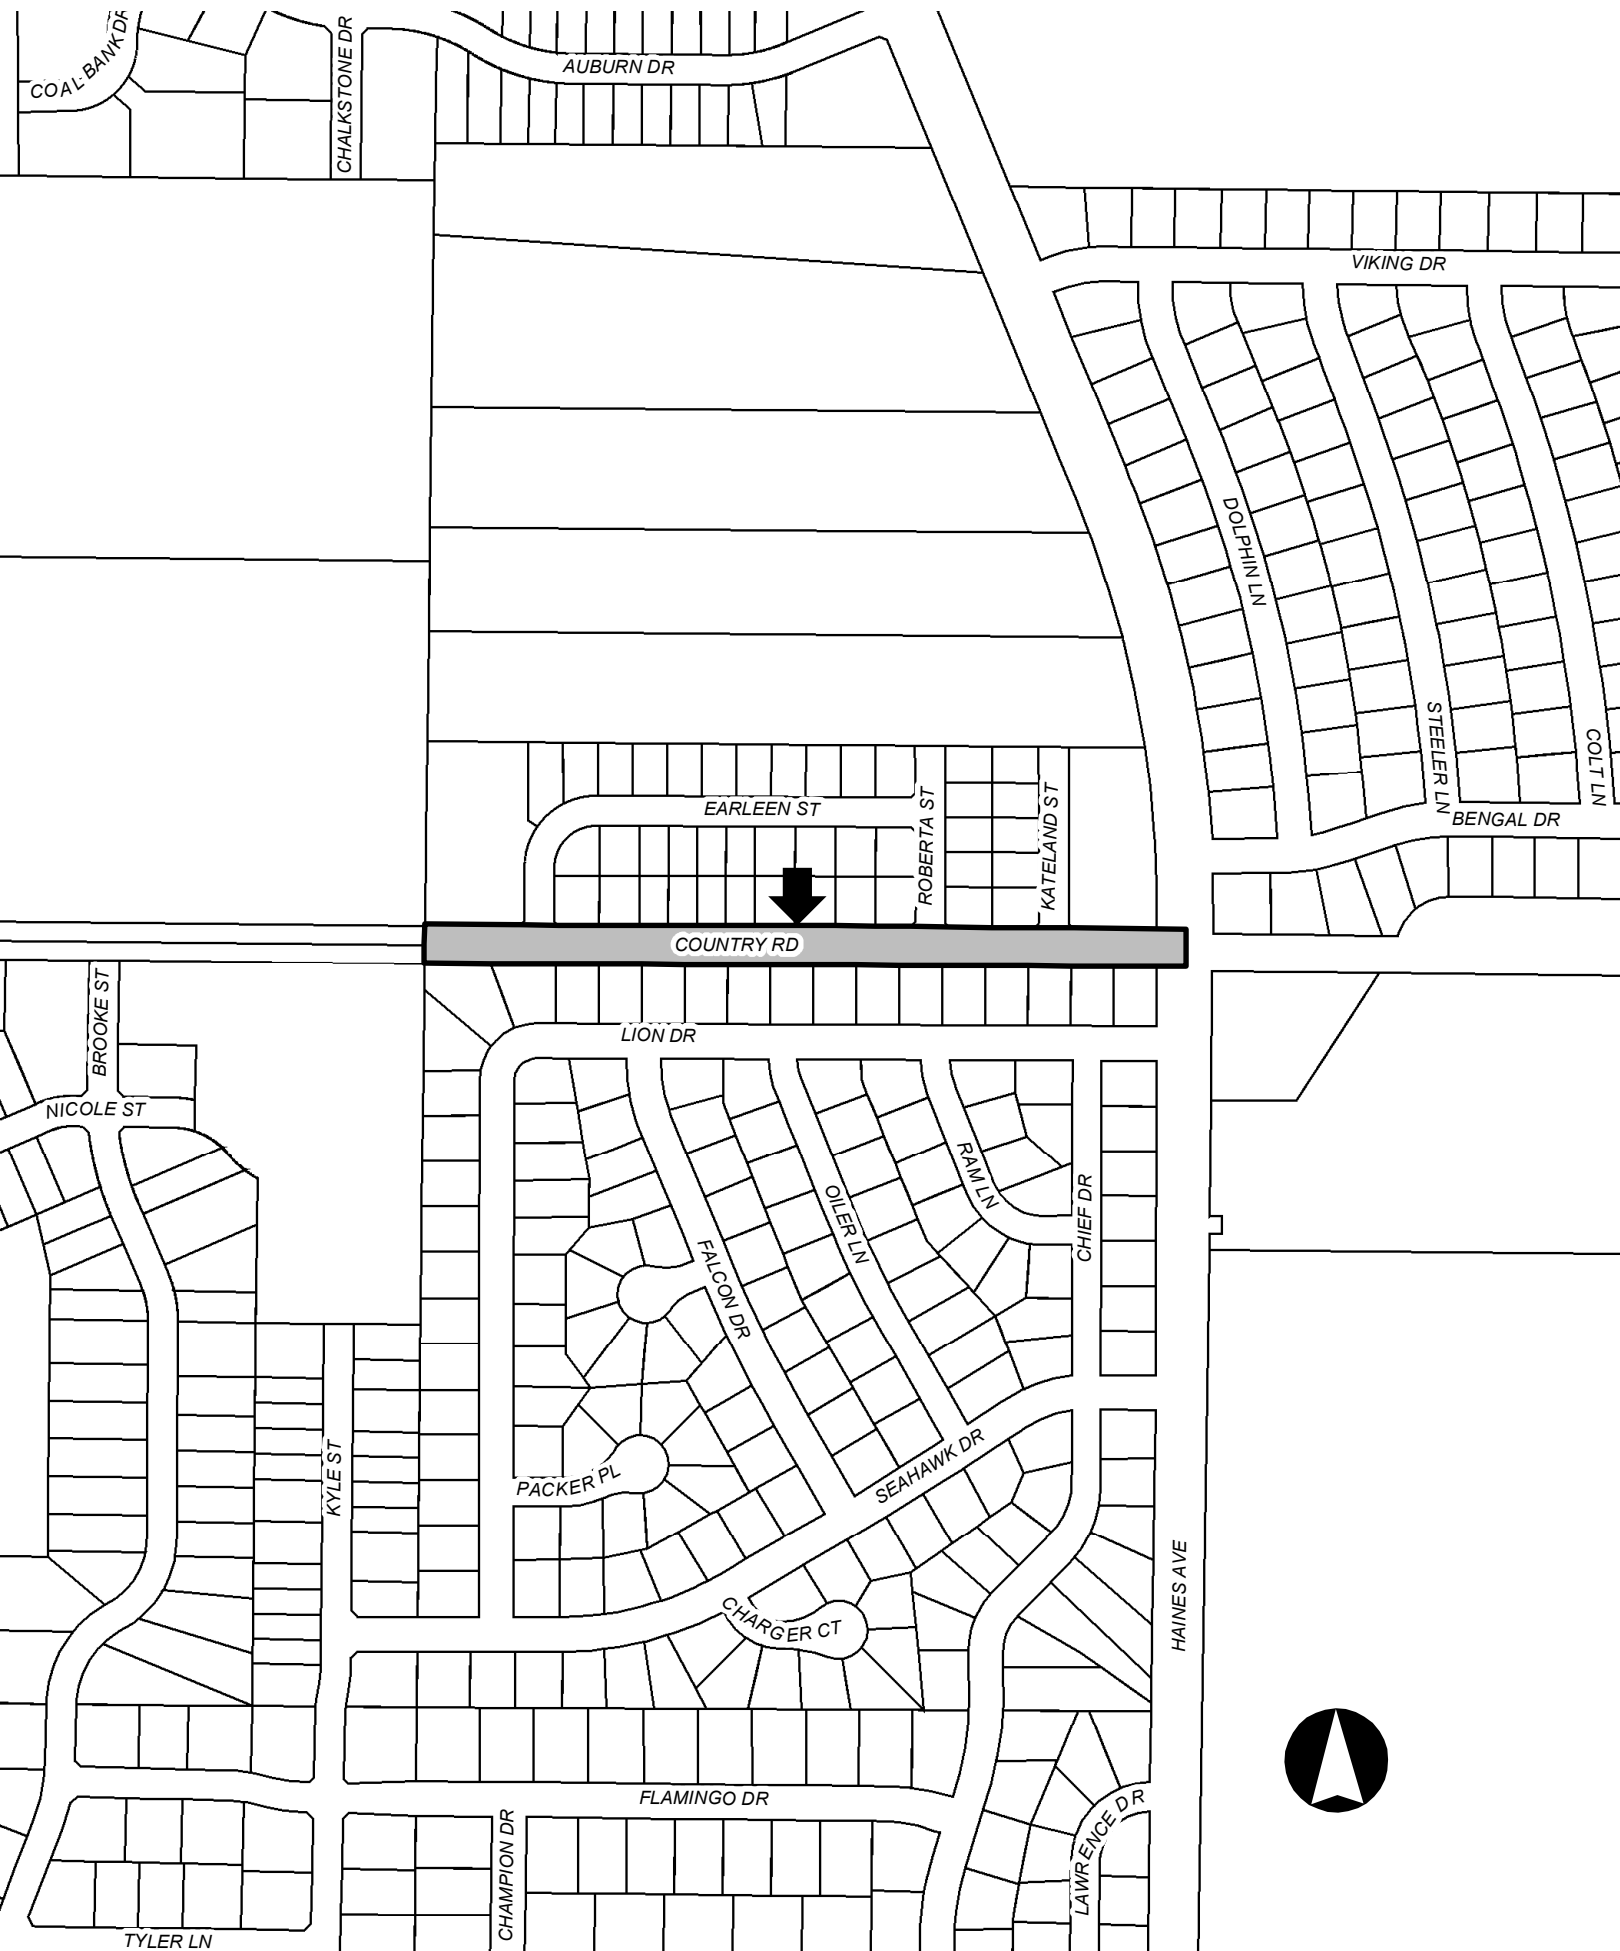 COAL BANK DR
CHALKSTONE DR
AUBURN DR
VIKING DR
DOLPHIN LN
STEELER LN
COLT LN
BENGAL DR
EARLEEN ST
ROBERTA ST
KATELAND ST
COUNTRY RD
BROOKE ST
LION DR
NICOLE ST
RAM LN
OILER LN
CHIEF DR
FALCON DR
KYLE ST
PACKER PL
SEAHAWK DR
HAINES AVE
CHARGER CT
FLAMINGO DR
LAWRENCE DR
CHAMPION DR
TYLER LN